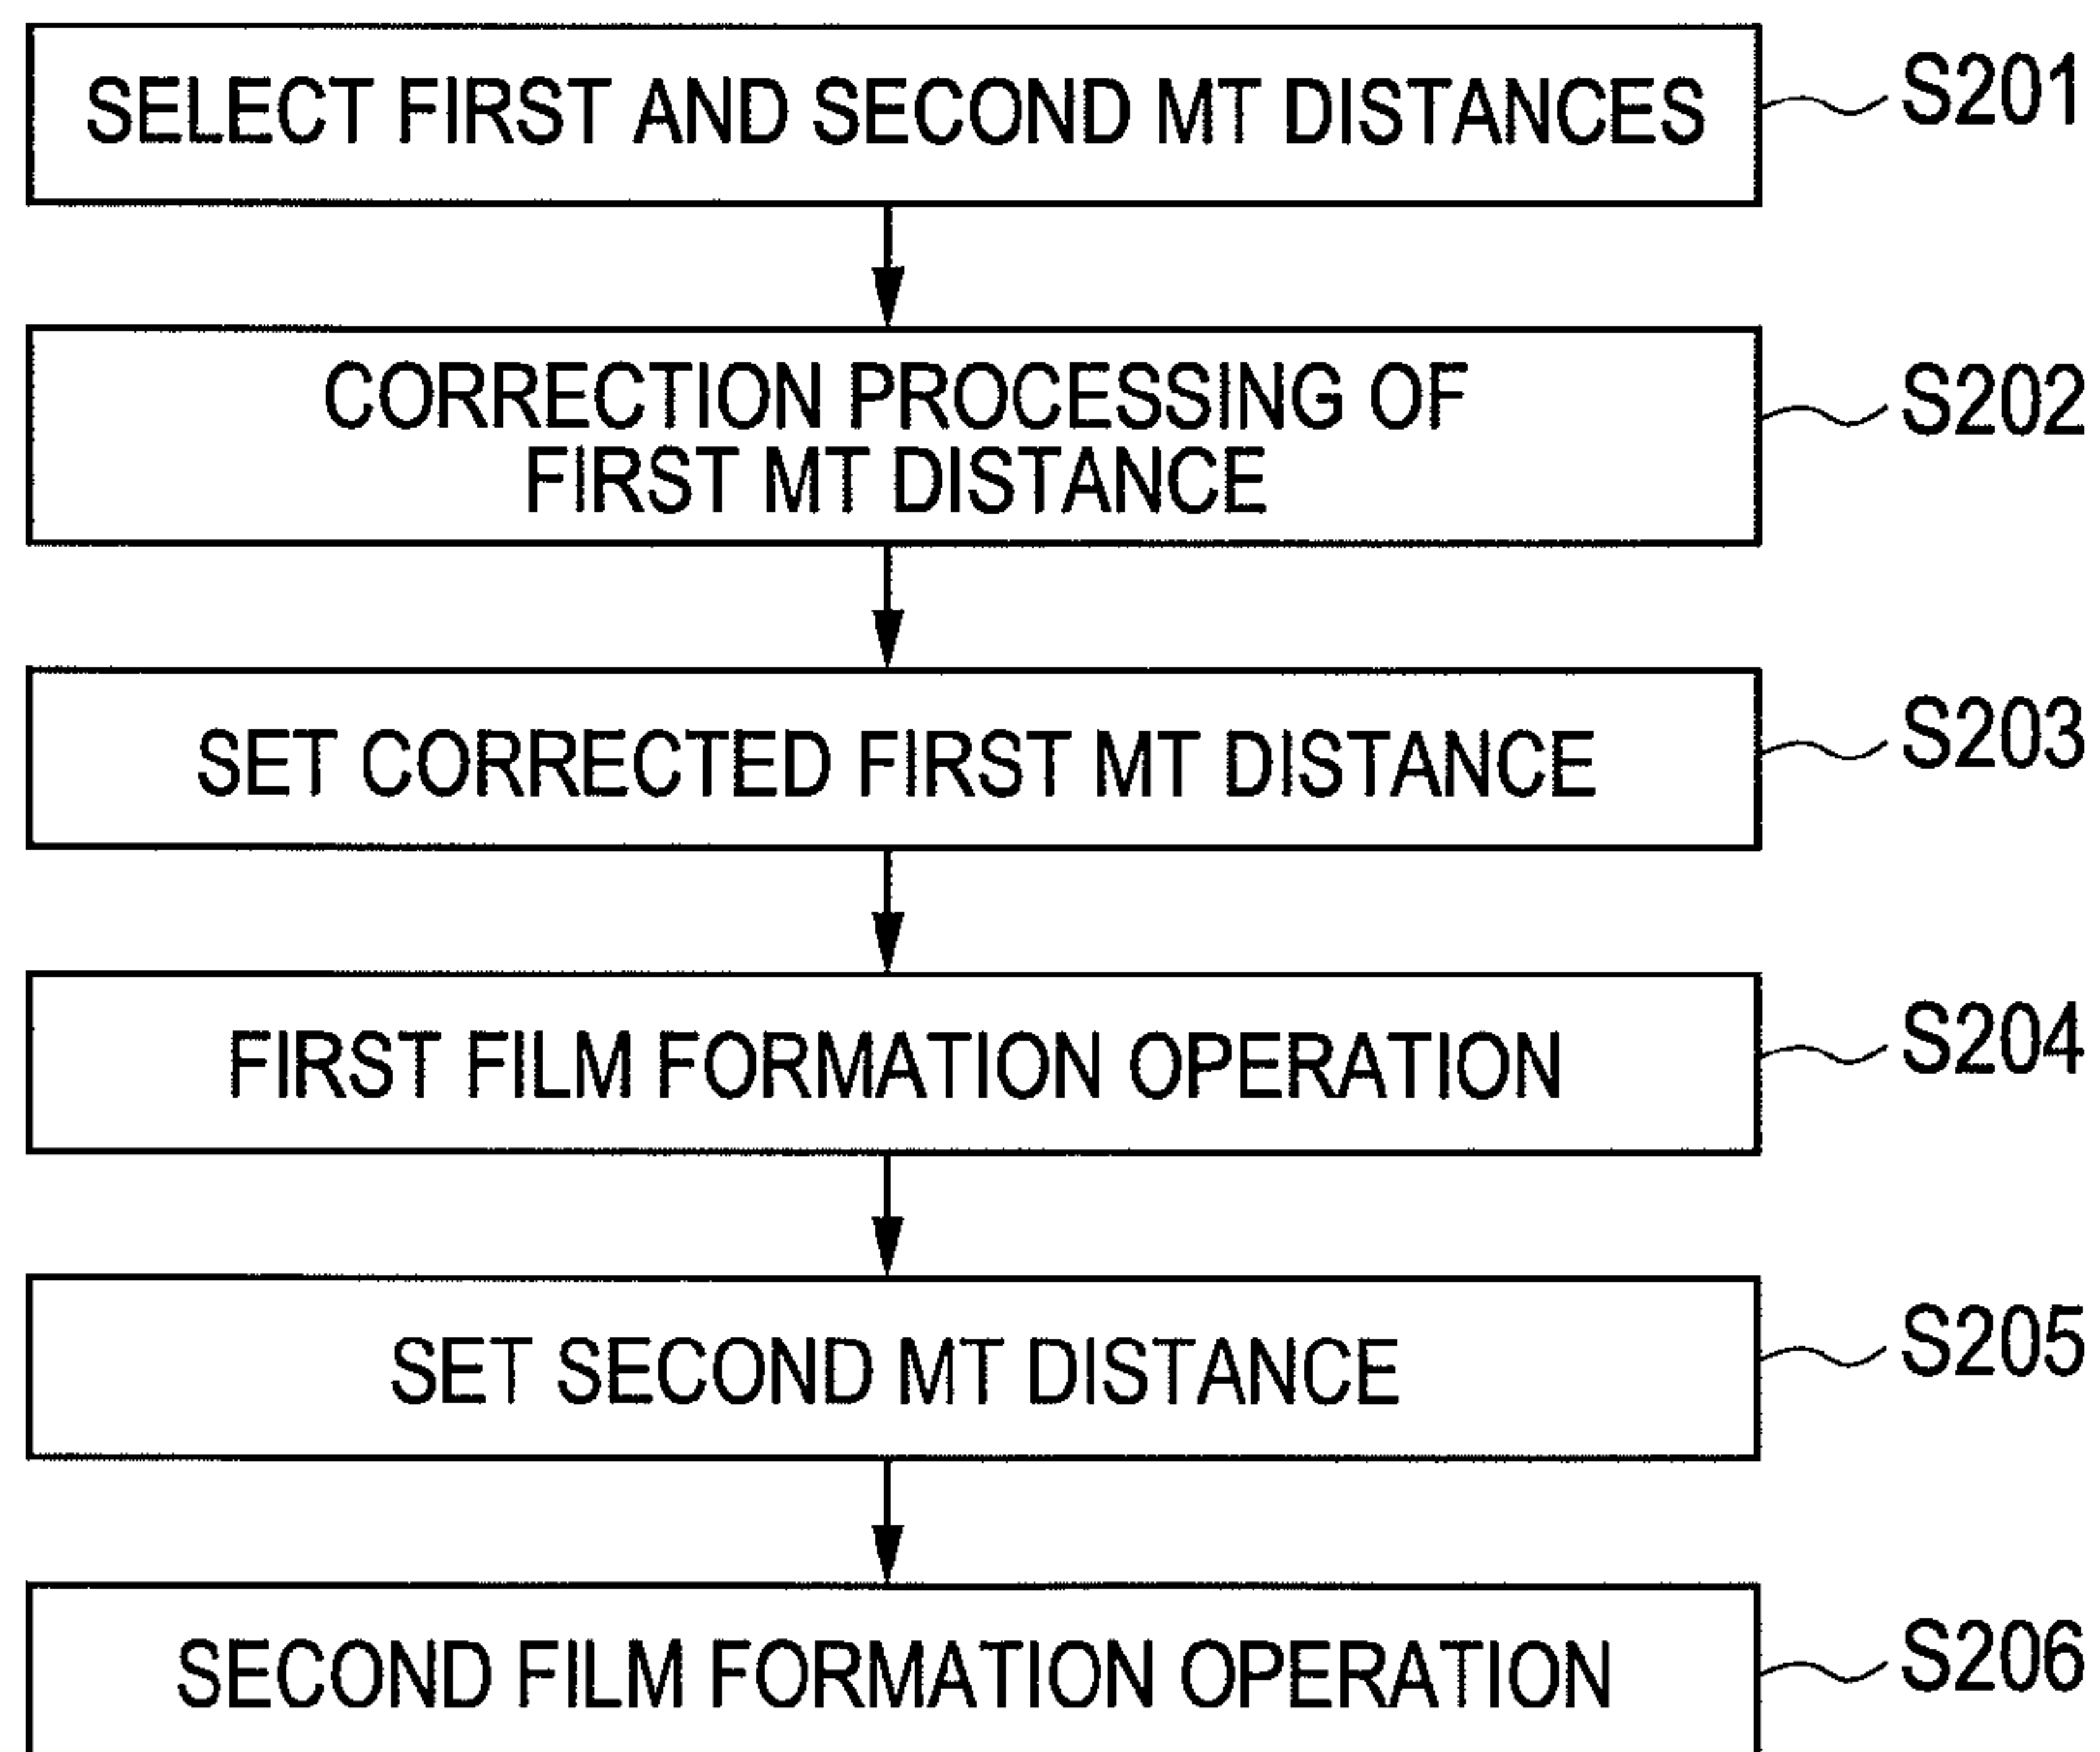 SELECT FIRST AND SECOND MT DISTANCES
S201
CORRECTION PROCESSING OF
FIRST MT DISTANCE
S202
SET CORRECTED FIRST MT DISTANCE
S203
FIRST FILM FORMATION OPERATION
S204
SET SECOND MT DISTANCE
S205
SECOND FILM FORMATION OPERATION
S206